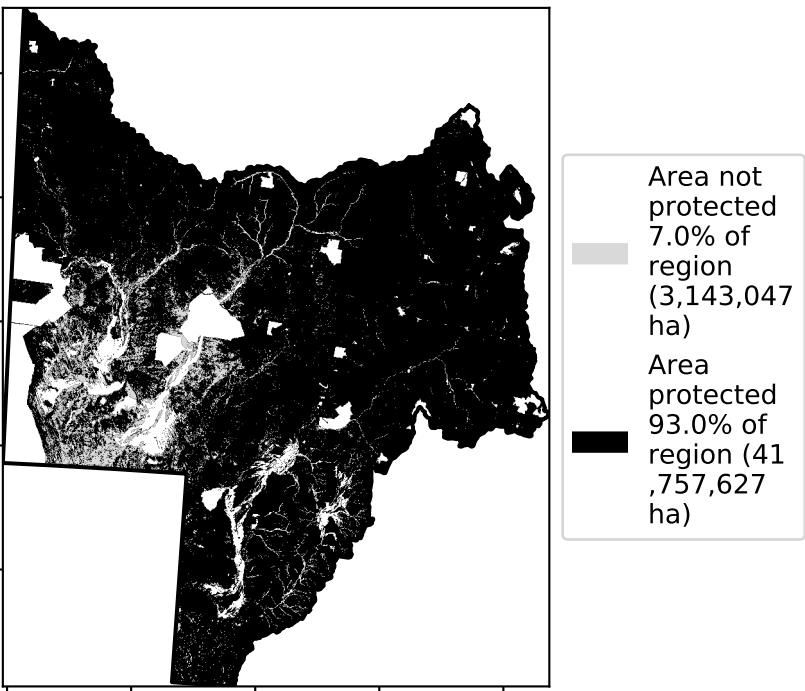 Area not
protected
7.0% of
region
(3,143,047
ha)
Area
protected
93.0% of
region (41
,757,627
ha)